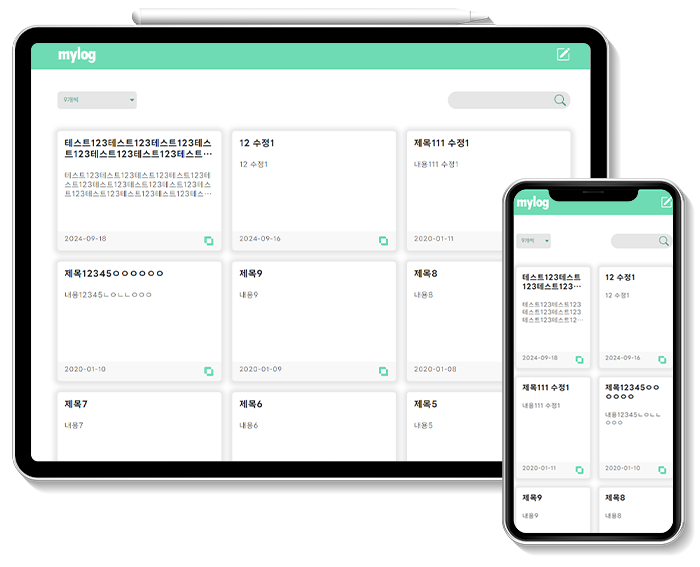 mylog
9개씩
테스트123테스트123테스트123테스
트123테스트123테스트123테스트…
테스트123테스트123테스트123테스트123테
스트123테스트123테스트123테스트123테스
트123테스트123테스트123테스트123테스…
2024-09-18
12 수정1
12 수정1
2024-09-16
제목111 수정1
내용111 수정1
2020-01-11
제목12345ㅇㅇㅇㅇㅇㅇ
내용12345ㄴㅇㄴㄴㅇㅇㅇ
2020-01-10
제목9
내용9
2020-01-09
제목8
내용8
2020-01-08
제목7
내용7
제목6
내용6
제목5
내용5
mylog
9개씩
테스트123테스트
123테스트123…
테스트123테스트123
테스트123테스트123
테스트123테스트12…
2024-09-18
12 수정1
12 수정1
2024-09-16
제목111 수정1
내용111 수정1
2020-01-11
제목12345ㅇㅇ
ㅇㅇㅇㅇ
내용12345ㄴㅇㄴㄴ
ㅇㅇㅇ
2020-01-10
제목9
내용9
제목8
내용8